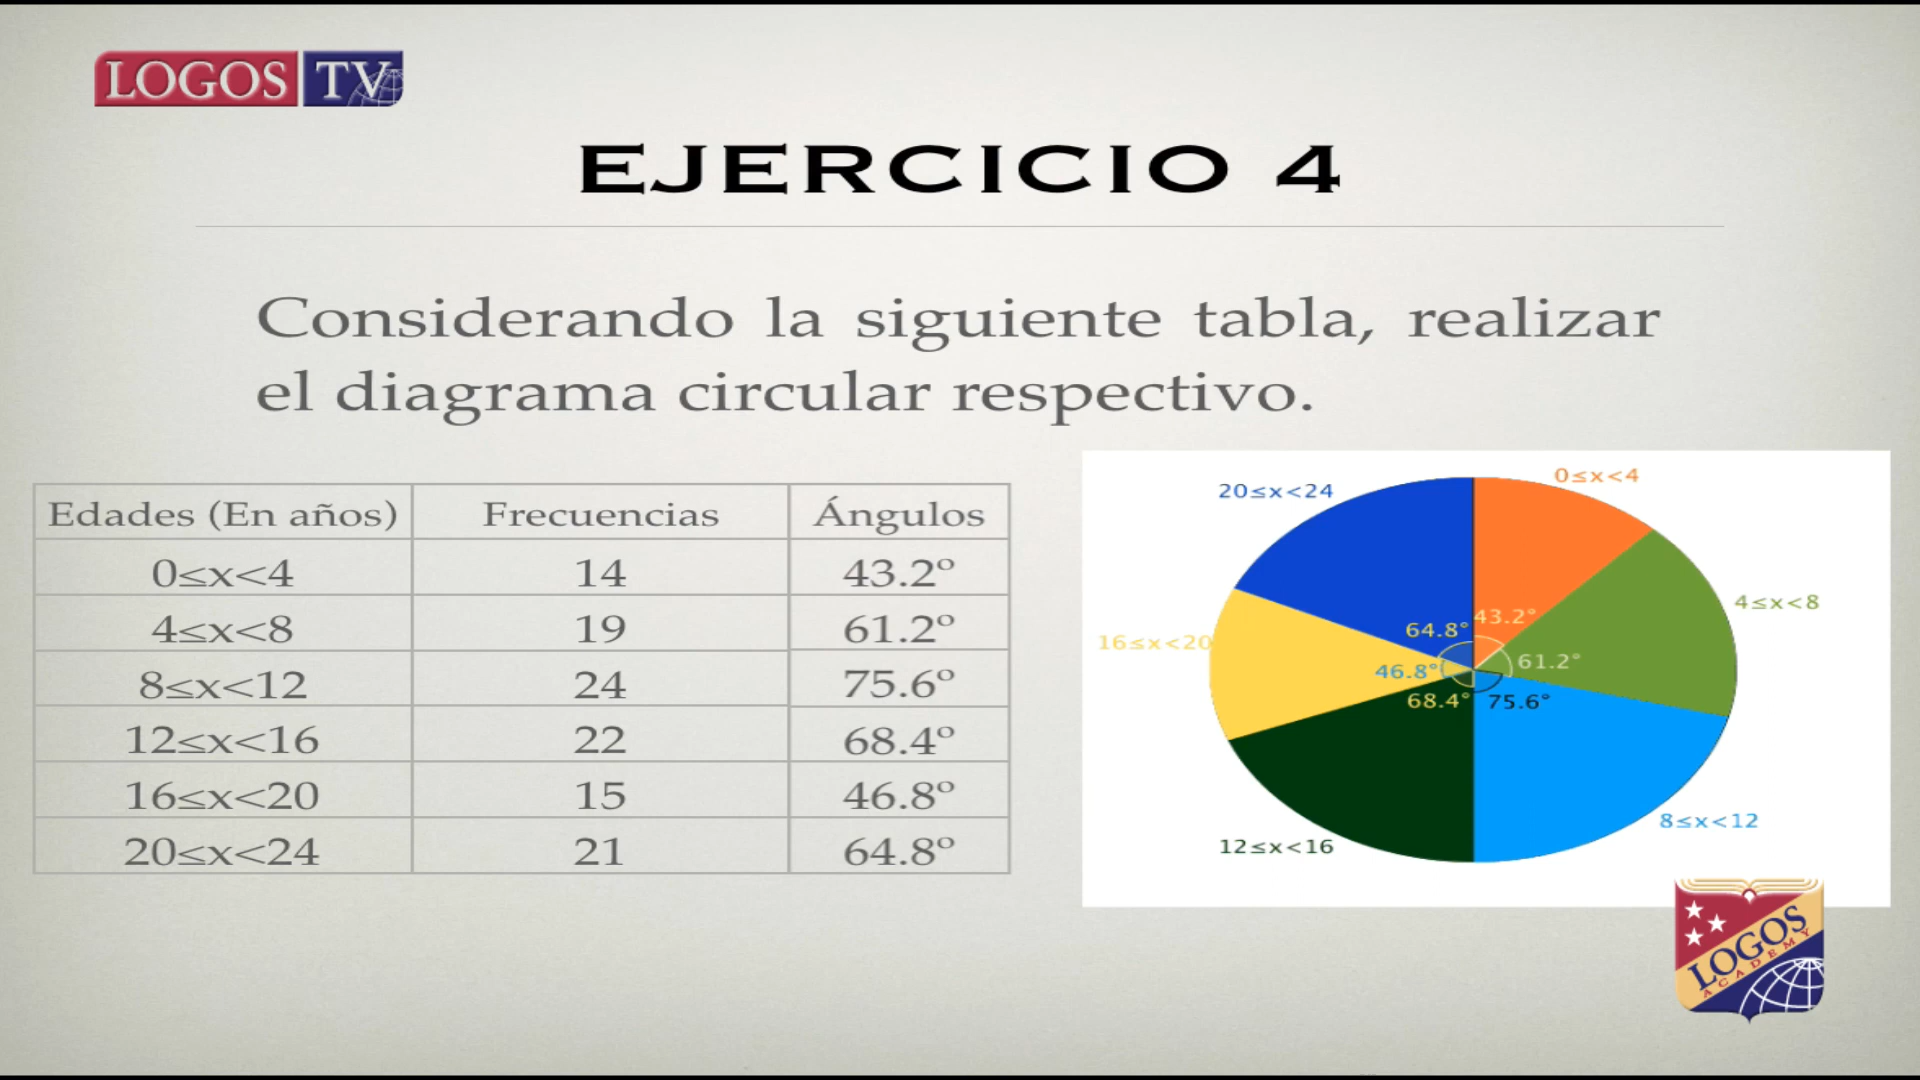 LOGOS TV
EJERCICIO 4
Considerando la siguiente tabla, realizar
el diagrama circular respectivo.
Edades (En años) Frecuencias Ángulos
0≤x<4 14 43.2º
4≤x<8 19 61.2º
8≤x<12 24 75.6º
12≤x<16 22 68.4º
16≤x<20 15 46.8º
20≤x<24 21 64.8º
0≤x<4
20≤x<24
4≤x<8
43.2°
64.8°
16≤x<20
61.2°
46.8°
68.4°
75.6°
8≤x<12
12≤x<16
LOGOS
ACADEMY